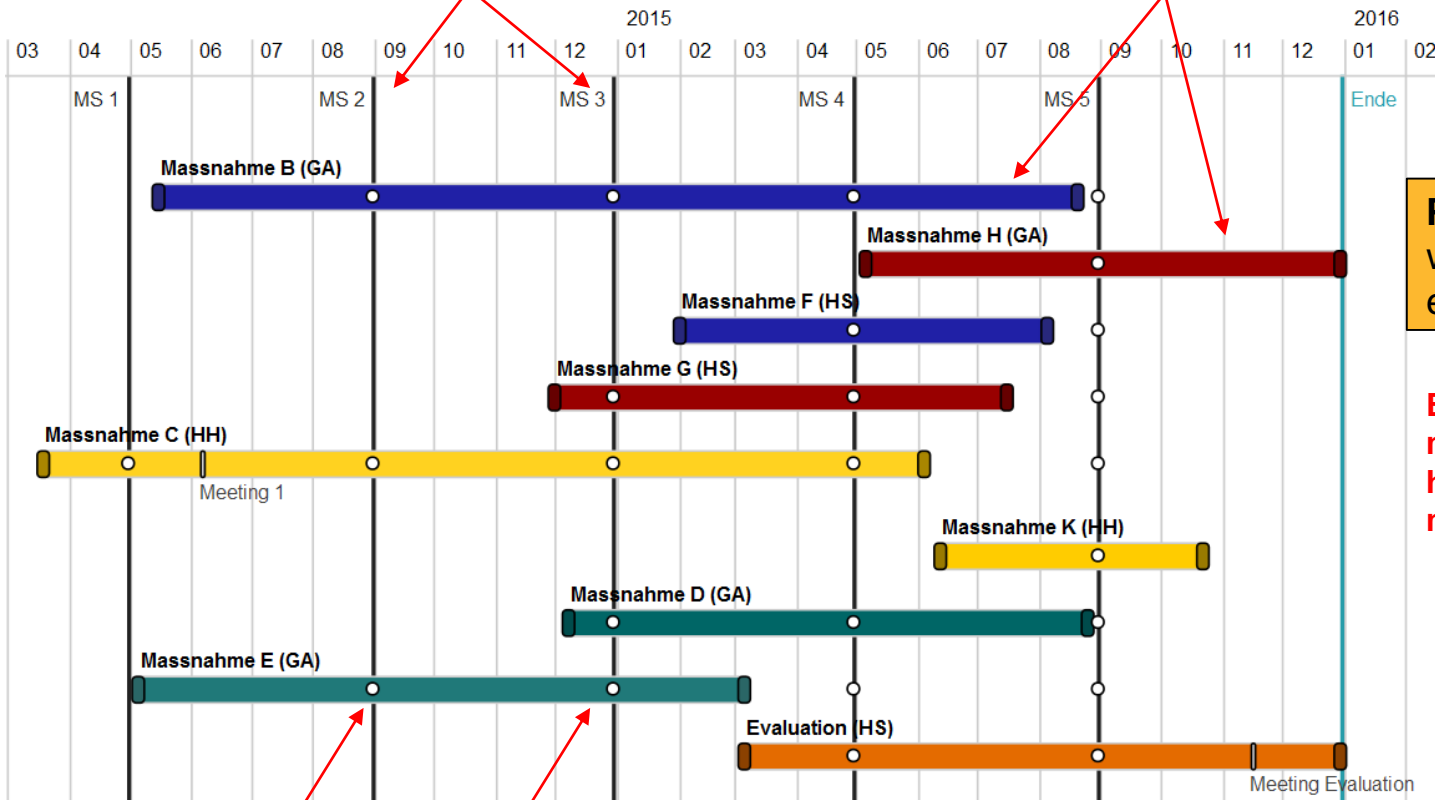 2015 2016
03 04 05 06 07 08 09 10 11 12 01 02 03 04 05 06 07 08 09 10 11 12 01 02
MS 1 MS 2 MS 3 MS 4 MS 5 Ende
Massnahme B (GA)
Massnahme H (GA)
Massnahme F (HS)
Massnahme G (HS)
Massnahme C (HH)
Meeting 1
Massnahme K (HH)
Massnahme D (GA)
Massnahme E (GA)
Evaluation (HS)
Meeting Evaluation